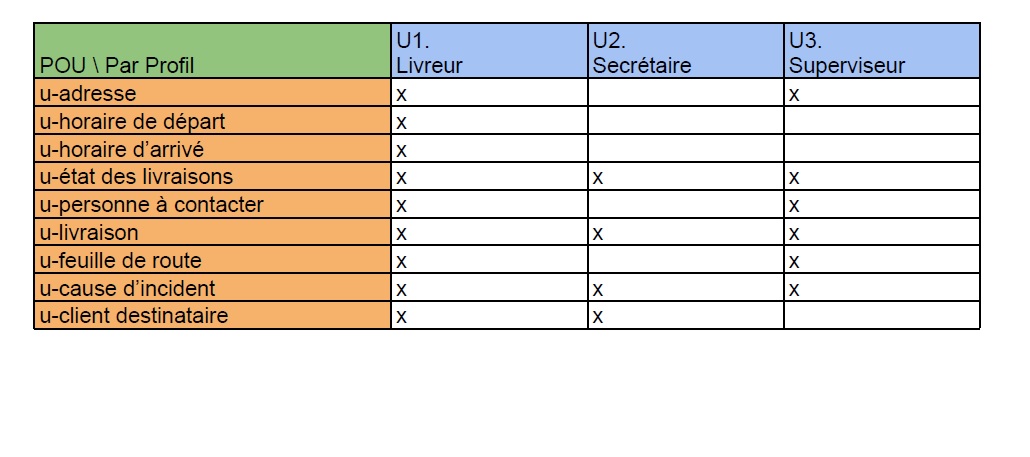 POU \ Par Profil U1. Livreur U2. Secrétaire U3. Superviseur
u-adresse x x
u-horaire de départ x
u-horaire d’arrivé x
u-état des livraisons x x x
u-personne à contacter x x
u-livraison x x x
u-feuille de route x x
u-cause d’incident x x x
u-client destinataire x x